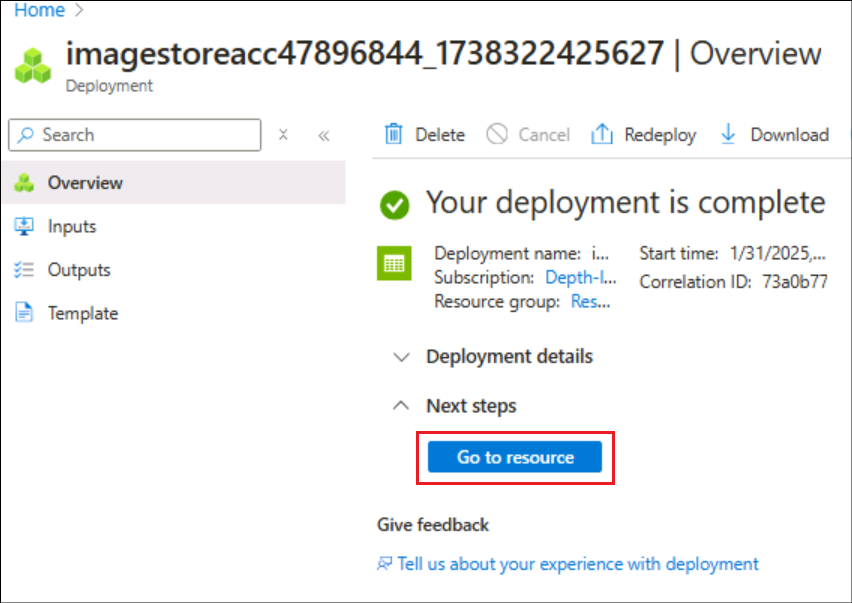 Home
imagestoreacc47896844_1738322425627 | Overview
Deployment
Search
Delete Cancel Redeploy Download
Overview
Inputs
Outputs
Template
Your deployment is complete
Deployment name: i... Start time: 1/31/2025,...
Subscription: Depth-I... Correlation ID: 73a0b77
Resource group: Res...
Deployment details
Next steps
Go to resource
Give feedback
Tell us about your experience with deployment